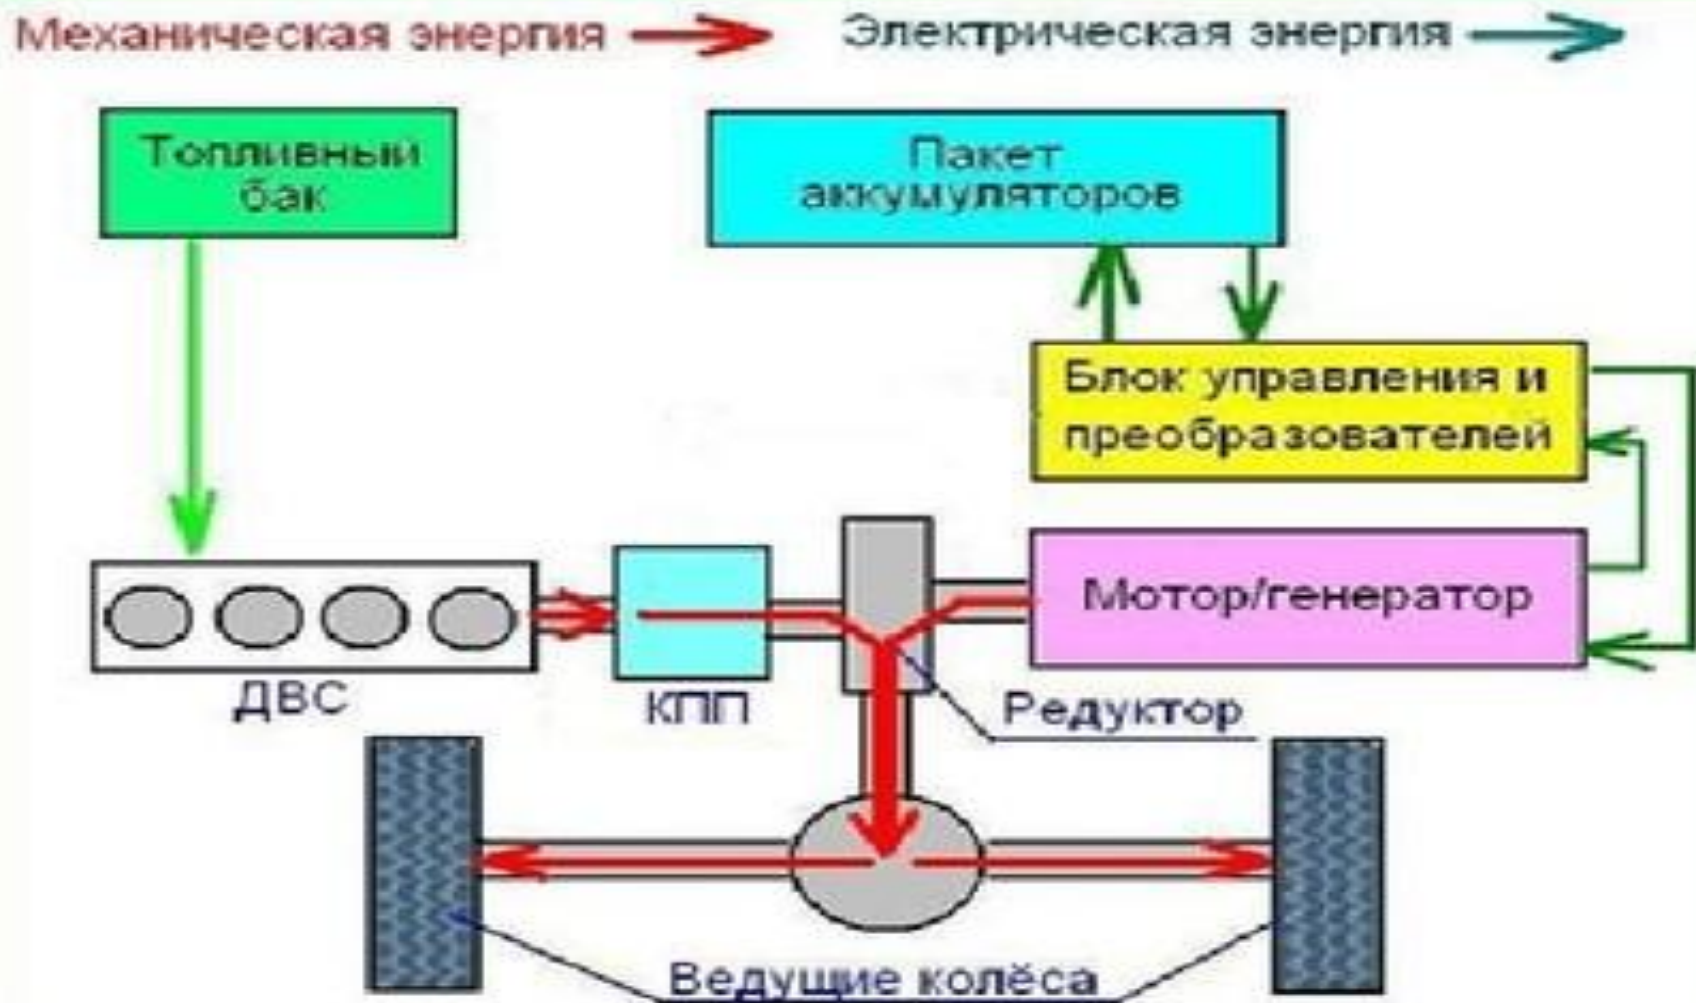 Механическая энергия
Электрическая энергия
Топливный
бак
Пакет
аккумуляторов
Блок управления и
преобразователей
Мотор/генератор
ДВС
КПП
Редуктор
Ведущие колёса